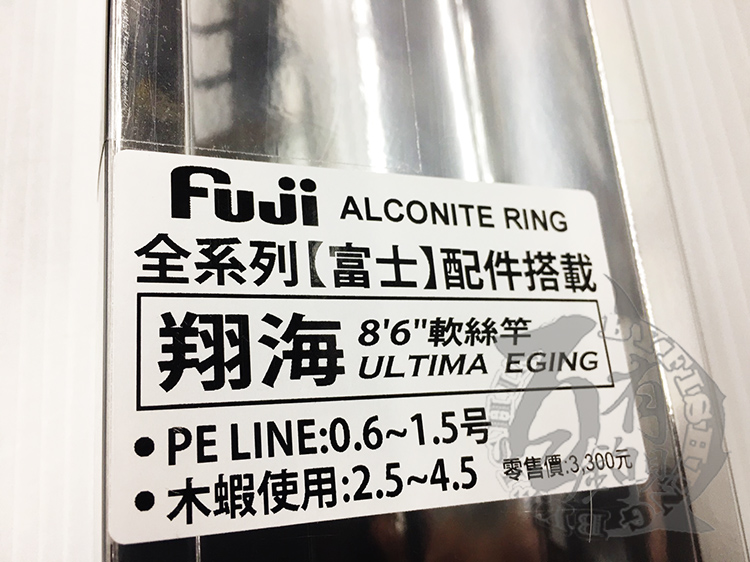 Fuji ALCONITE RING
全系列【富士】配件搭載
翔海 8'6"軟絲竿
ULTIMA EGING
• PE LINE:0.6~1.5号
• 木蝦使用:2.5~4.5
零售價:3,300元